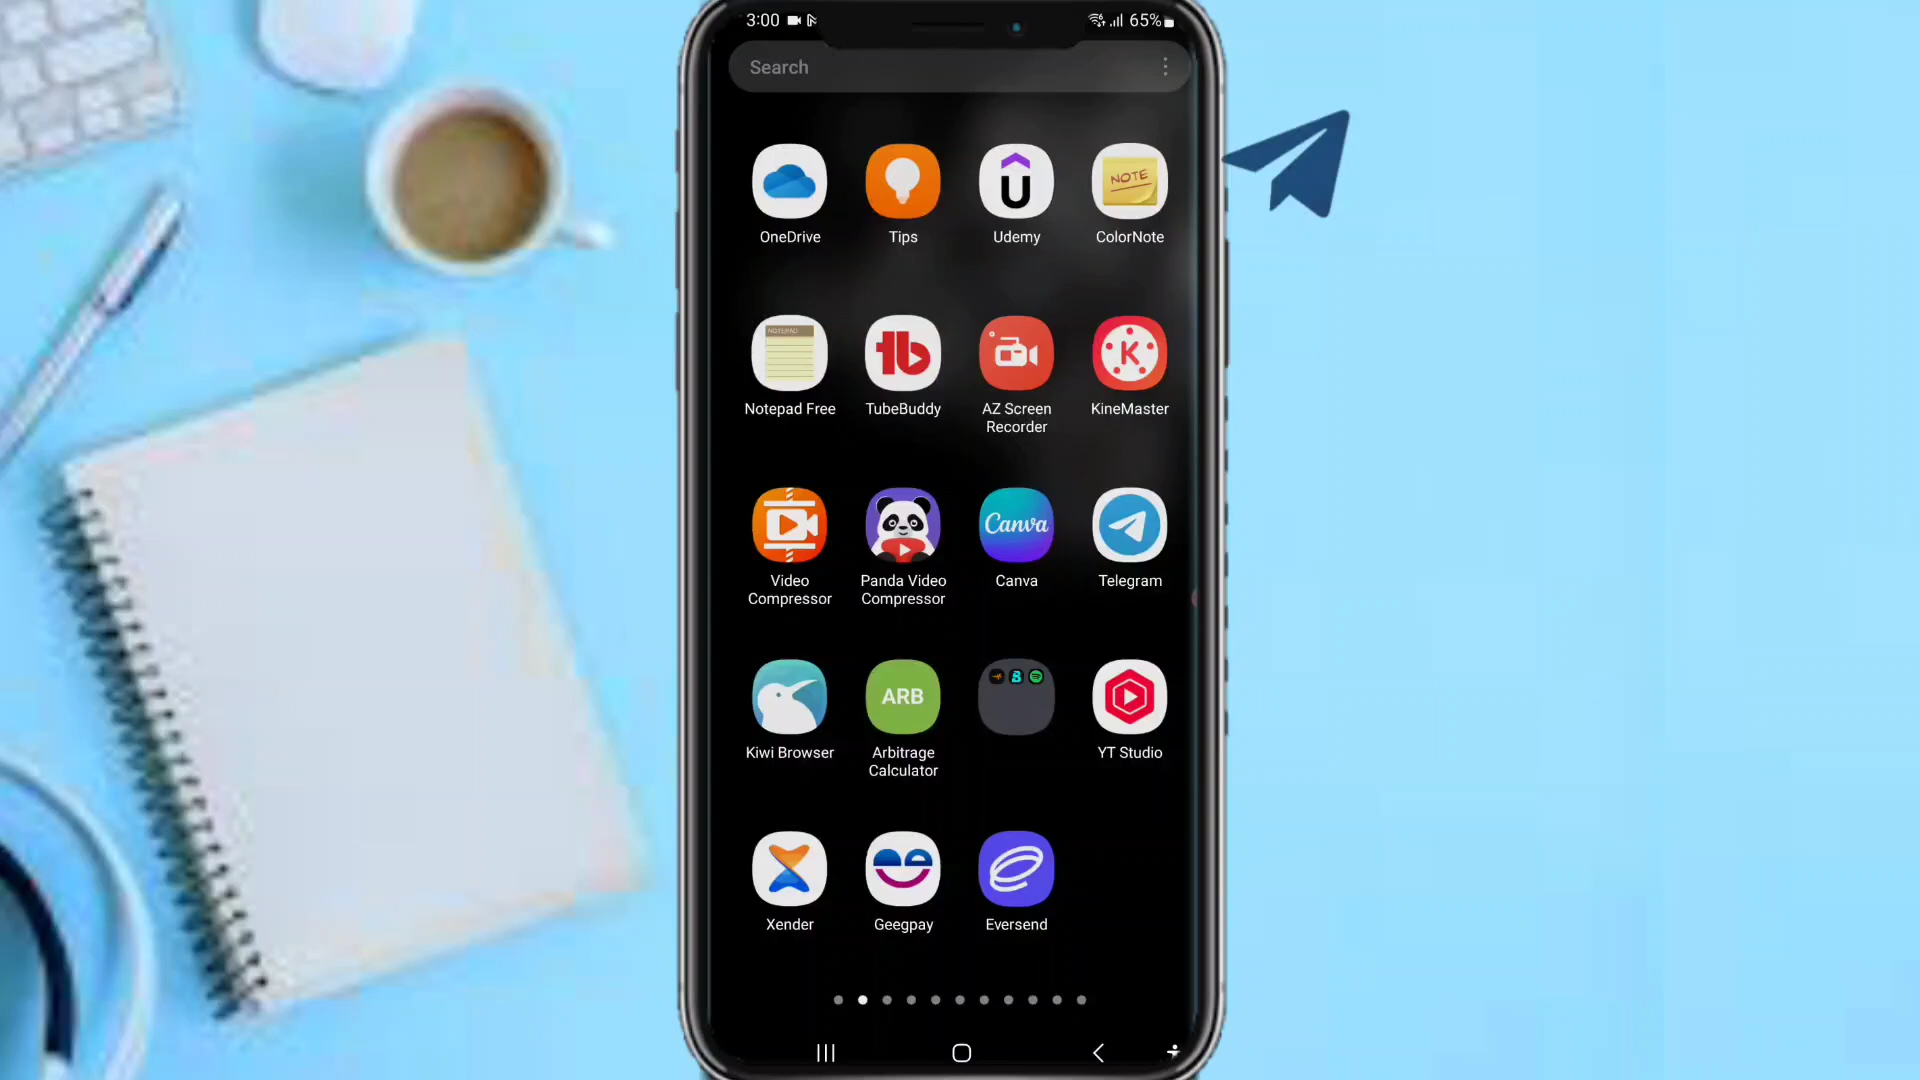 3:00
65%
Search
OneDrive
Tips
Udemy
ColorNote
NOTE
NOTEPAD
Notepad Free
TubeBuddy
AZ Screen
Recorder
KineMaster
K
Video
Compressor
Panda Video
Compressor
Canva
Canva
Telegram
Kiwi Browser
ARB
Arbitrage
Calculator
YT Studio
Xender
Geegpay
Eversend